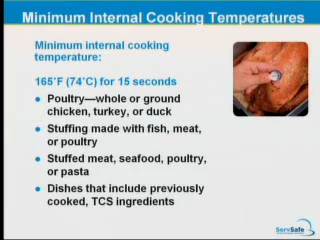 Minimum Internal Cooking Temperatures
Minimum internal cooking
temperature:
165°F (74°C) for 15 seconds
● Poultry—whole or ground
chicken, turkey, or duck
● Stuffing made with fish, meat,
or poultry
● Stuffed meat, seafood, poultry,
or pasta
● Dishes that include previously
cooked, TCS ingredients
ServSafe